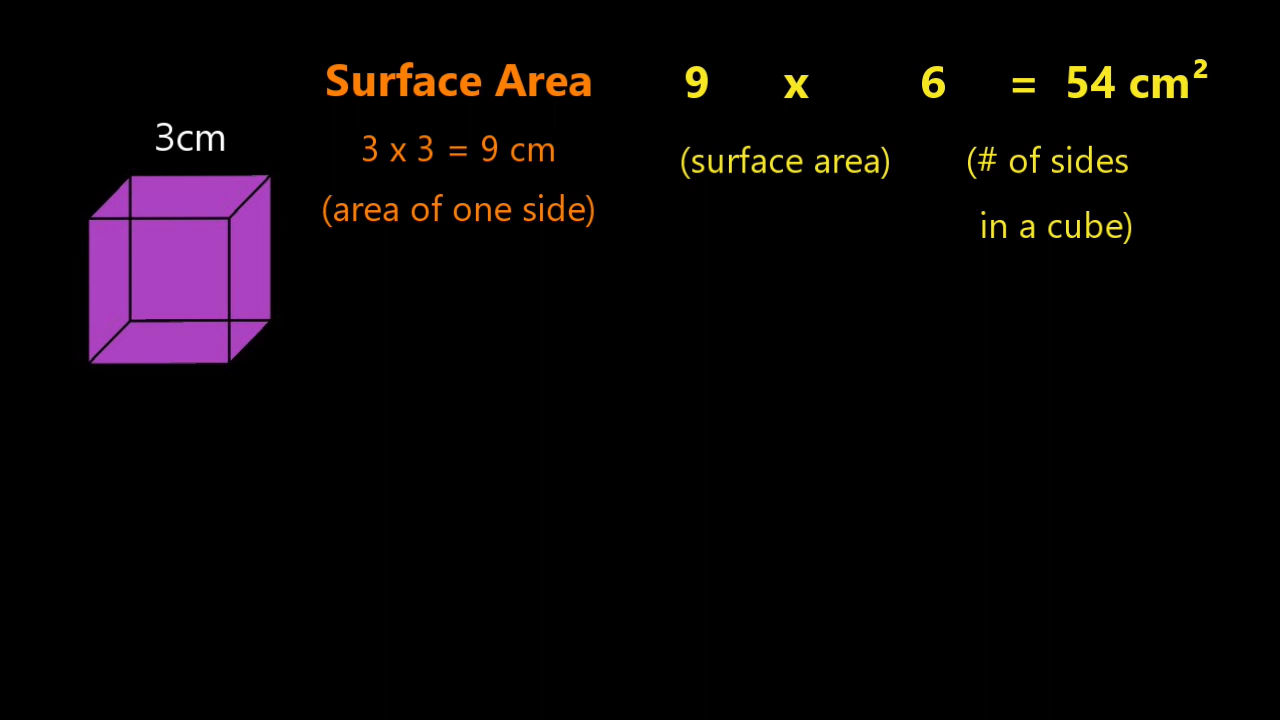 Surface Area
3cm
3 x 3 = 9 cm
(area of one side)
9 x 6 = 54 cm²
(surface area) (# of sides
in a cube)